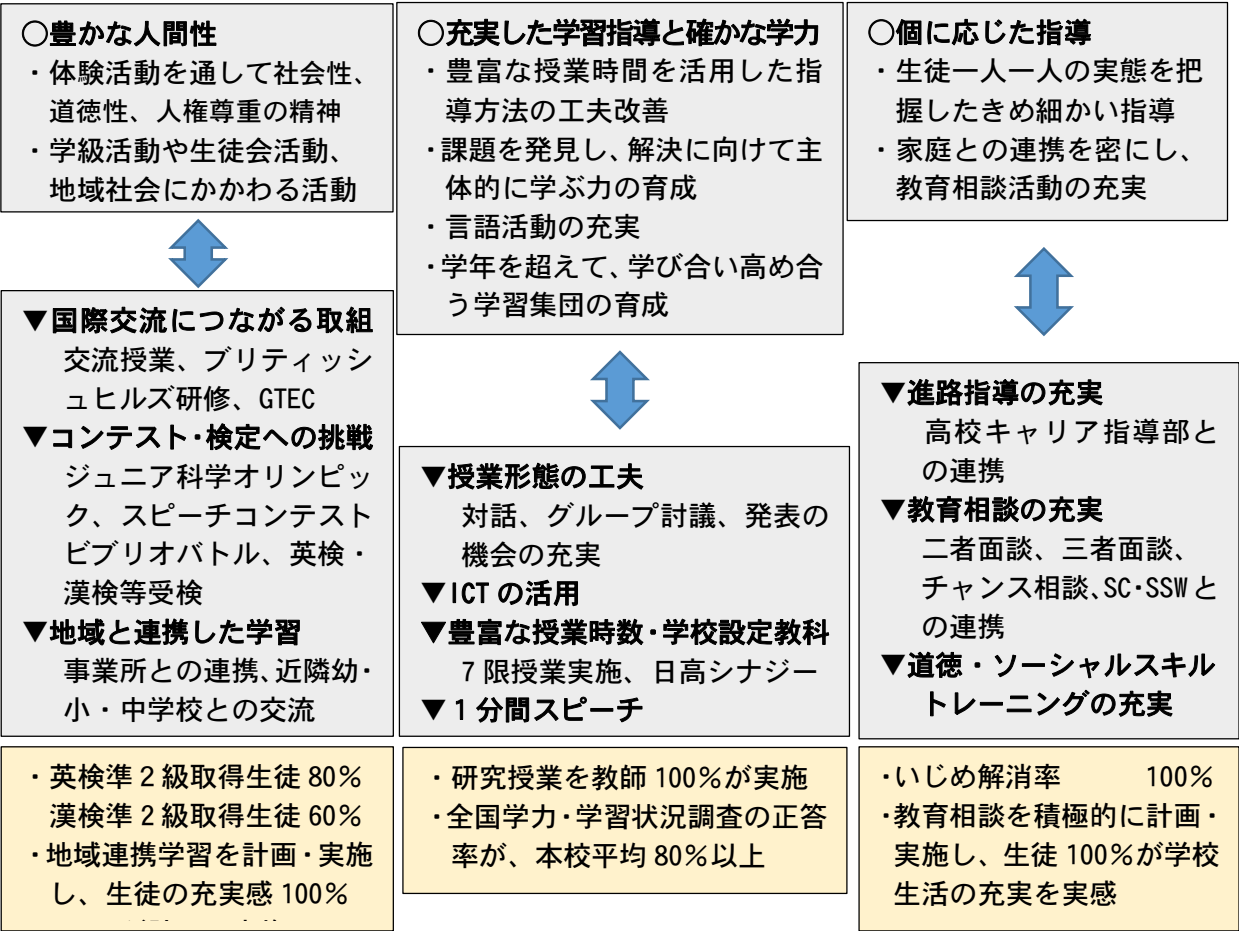 ○豊かな人間性
・体験活動を通して社会性、
道徳性、人権尊重の精神
・学級活動や生徒会活動、
地域社会にかかわる活動
▼国際交流につながる取組
交流授業、ブリティッシ
ュヒルズ研修、GTEC
▼コンテスト・検定への挑戦
ジュニア科学オリンピッ
ク、スピーチコンテスト
ビブリオバトル、英検・
漢検等受検
▼地域と連携した学習
事業所との連携、近隣幼・
小・中学校との交流
・英検準2級取得生徒80%
漢検準2級取得生徒60%
・地域連携学習を計画・実施
し、生徒の充実感100%
○充実した学習指導と確かな学力
・豊富な授業時間を活用した指
導方法の工夫改善
・課題を発見し、解決に向けて主
体的に学ぶ力の育成
・言語活動の充実
・学年を超えて、学び合い高め合
う学習集団の育成
▼授業形態の工夫
対話、グループ討議、発表の
機会の充実
▼ICTの活用
▼豊富な授業時数・学校設定教科
7限授業実施、日高シナジー
▼1分間スピーチ
・研究授業を教師100%が実施
・全国学力・学習状況調査の正答
率が、本校平均80%以上
○個に応じた指導
・生徒一人一人の実態を把
握したきめ細かい指導
・家庭との連携を密にし、
教育相談活動の充実
▼進路指導の充実
高校キャリア指導部と
の連携
▼教育相談の充実
二者面談、三者面談、
チャンス相談、SC・SSWと
の連携
▼道徳・ソーシャルスキル
トレーニングの充実
・いじめ解消率 100%
・教育相談を積極的に計画・
実施し、生徒100%が学校
生活の充実を実感